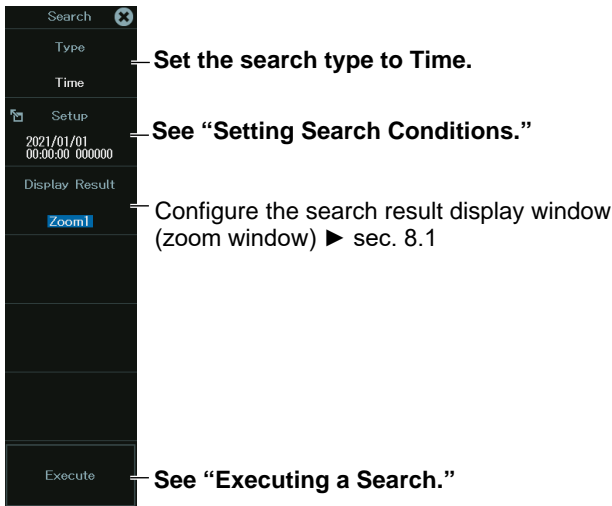 Search
Type
Time
Set the search type to Time.
Setup
2021/01/01
00:00:00 000000
See “Setting Search Conditions.”
Display Result
Zoom1
Configure the search result display window
(zoom window) ► sec. 8.1
Execute
See “Executing a Search.”